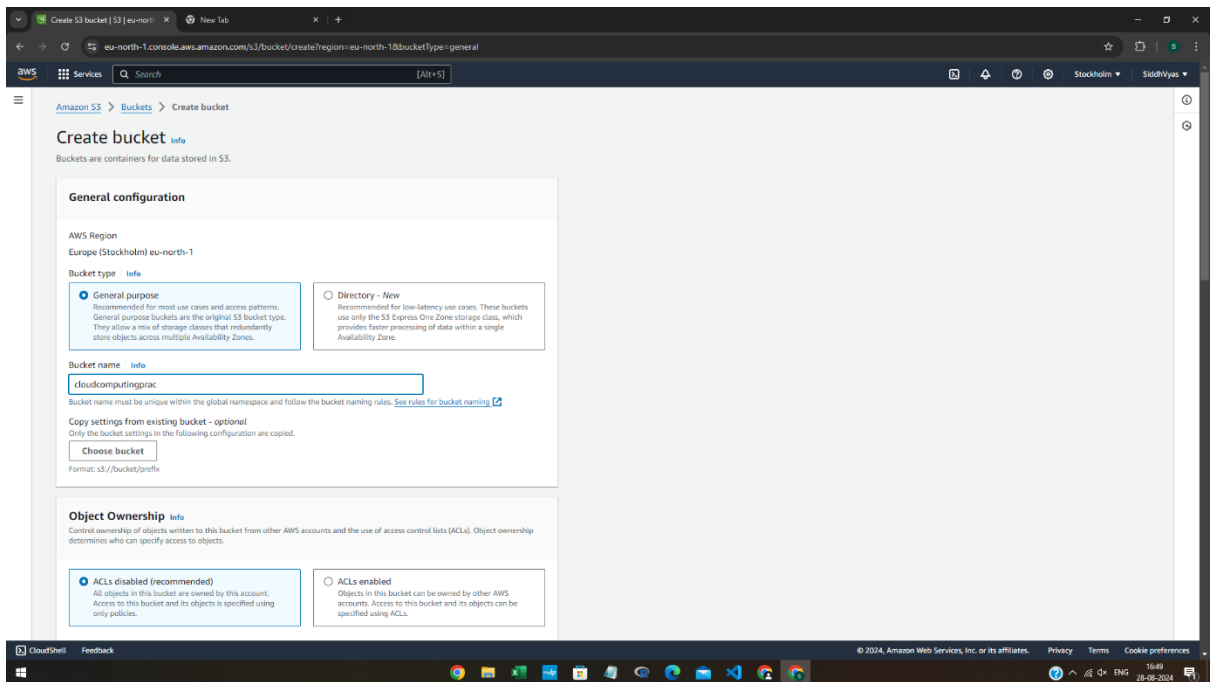 Create S3 bucket | S3 | eu-nort
New Tab
eu-north-1.console.aws.amazon.com/s3/bucket/create?region=eu-north-1&bucketType=general
S
aws
Services
Search
[Alt+S]
Stockholm
SiddhVyas
Amazon S3 > Buckets > Create bucket
Create bucket Info
Buckets are containers for data stored in S3.
General configuration
AWS Region
Europe (Stockholm) eu-north-1
Bucket type Info
General purpose
Recommended for most use cases and access patterns.
General purpose buckets are the original S3 bucket type.
They allow a mix of storage classes that redundantly
store objects across multiple Availability Zones.
Directory - New
Recommended for low-latency use cases. These buckets
use only the S3 Express One Zone storage class, which
provides faster processing of data within a single
Availability Zone.
Bucket name Info
cloudcomputingprac
Bucket name must be unique within the global namespace and follow the bucket naming rules. See rules for bucket naming
Copy settings from existing bucket - optional
Only the bucket settings in the following configuration are copied.
Choose bucket
Format: s3://bucket/prefix
Object Ownership Info
Control ownership of objects written to this bucket from other AWS accounts and the use of access control lists (ACLs). Object ownership
determines who can specify access to objects.
ACLs disabled (recommended)
All objects in this bucket are owned by this account.
Access to this bucket and its objects is specified using
only policies.
ACLs enabled
Objects in this bucket can be owned by other AWS
accounts. Access to this bucket and its objects can be
specified using ACLs.
CloudShell Feedback
© 2024, Amazon Web Services, Inc. or its affiliates. Privacy Terms Cookie preferences
ENG
16:49
28-08-2024